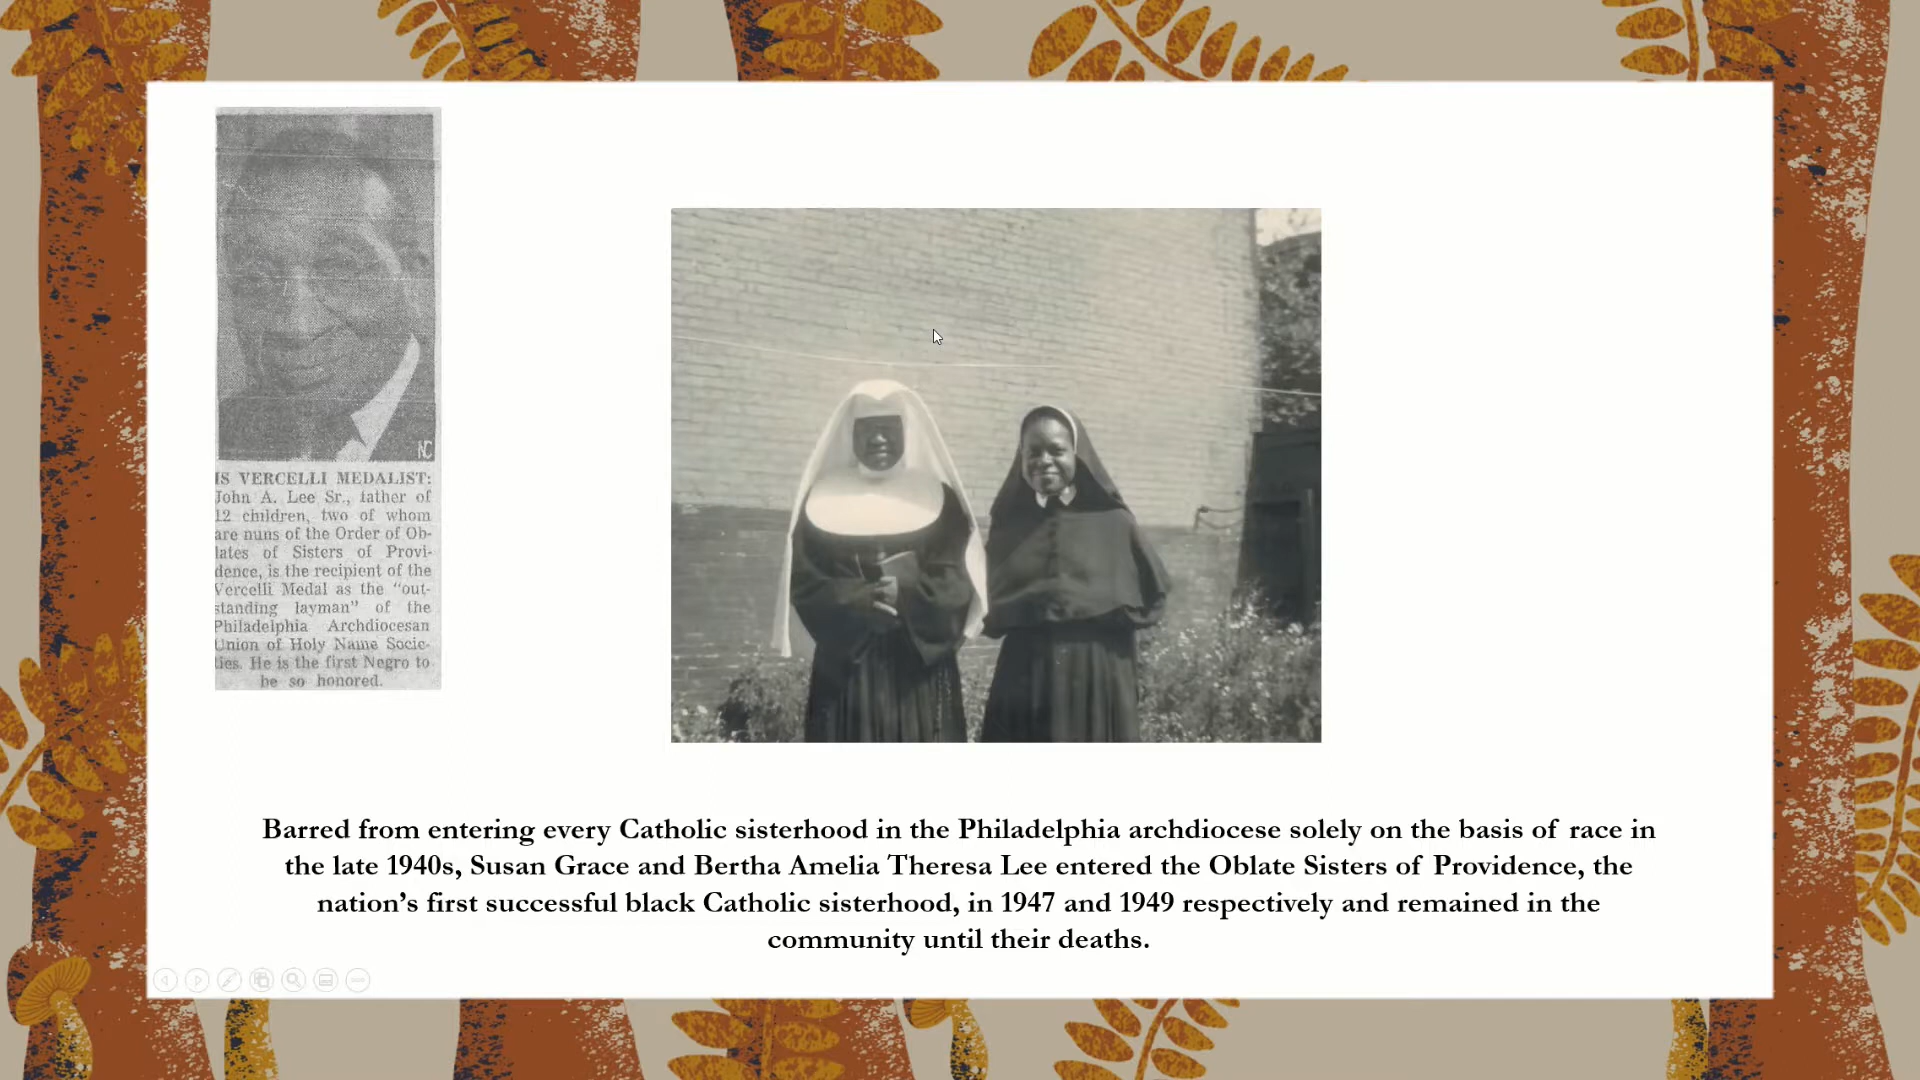 NC
IS VERCELLI MEDALIST:
John A. Lee Sr., father of
12 children, two of whom
are nuns of the Order of Ob-
lates of Sisters of Provi-
dence, is the recipient of the
Vercelli Medal as the “out-
standing layman” of the
Philadelphia Archdiocesan
Union of Holy Name Socie-
ties. He is the first Negro to
be so honored.
Barred from entering every Catholic sisterhood in the Philadelphia archdiocese solely on the basis of race in
the late 1940s, Susan Grace and Bertha Amelia Theresa Lee entered the Oblate Sisters of Providence, the
nation’s first successful black Catholic sisterhood, in 1947 and 1949 respectively and remained in the
community until their deaths.